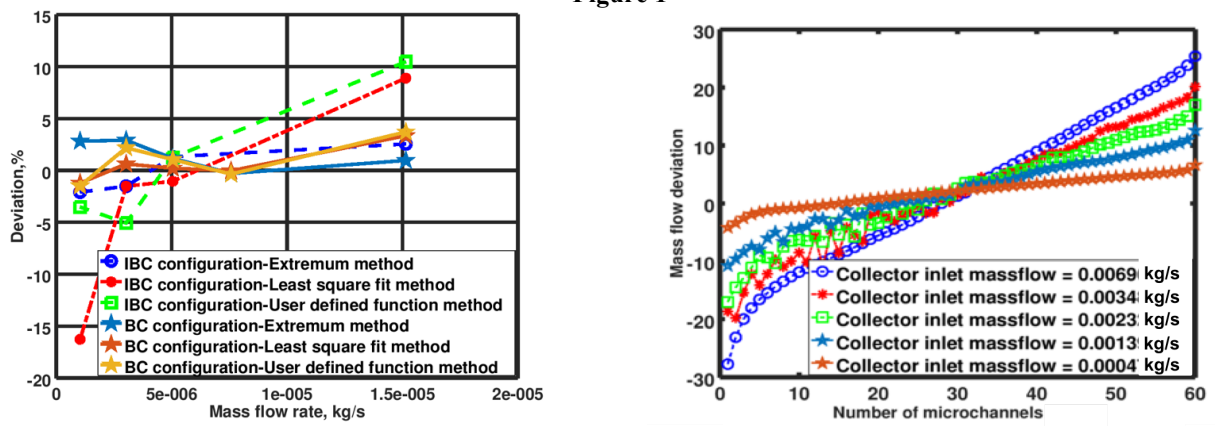 15
10
5
0
-5
-10
-15
-20
Deviation,%
IBC configuration-Extremum method
IBC configuration-Least square fit method
IBC configuration-User defined function method
BC configuration-Extremum method
BC configuration-Least square fit method
BC configuration-User defined function method
0
5e-006
1e-005
1.5e-005
2e-005
Mass flow rate, kg/s
30
20
10
0
-10
-20
-30
Mass flow deviation
Collector inlet massflow = 0.0069 kg/s
Collector inlet massflow = 0.0034 kg/s
Collector inlet massflow = 0.0023 kg/s
Collector inlet massflow = 0.0013 kg/s
Collector inlet massflow = 0.0004 kg/s
0
10
20
30
40
50
60
Number of microchannels